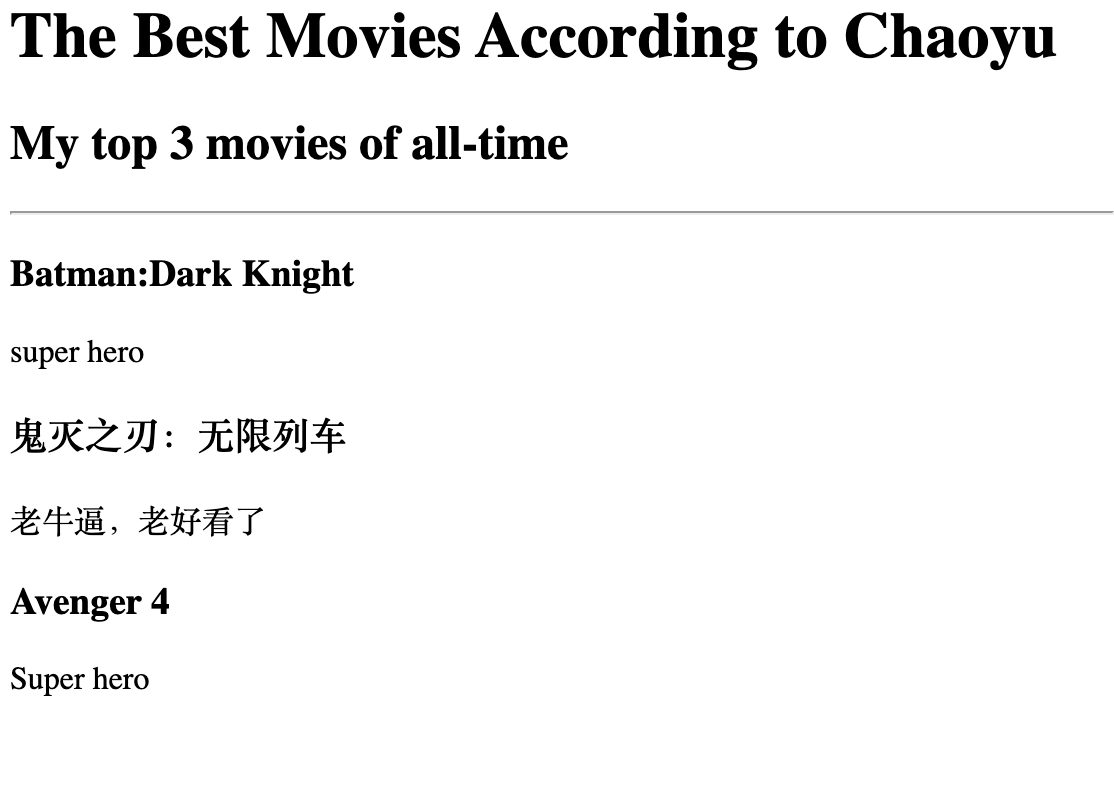 The Best Movies According to Chaoyu
My top 3 movies of all-time
Batman:Dark Knight
super hero
鬼灭之刃：无限列车
老牛逼，老好看了
Avenger 4
Super hero